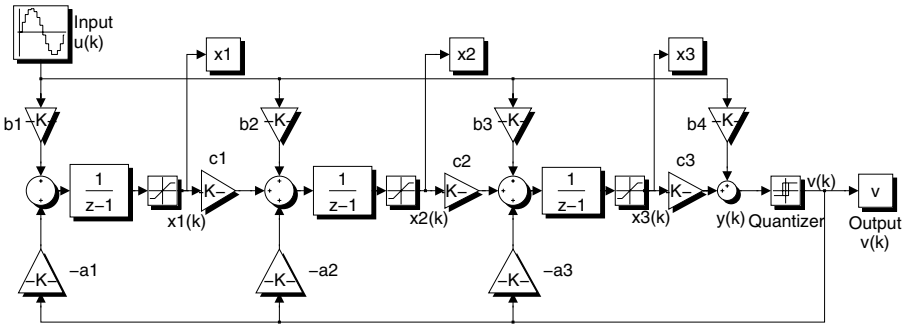 Input
u(k)
x1
x2
x3
b1
-K-
b2
-K-
b3
-K-
b4
-K-
c1
c2
c3
+
+
1
z-1
x1(k)
-K-
+
+
+
1
z-1
x2(k)
K-
+
+
+
1
z-1
x3(k)
K-
+
+
y(k)
Quantizer
v(k)
v
Output
v(k)
-K-
-a1
-K-
-a2
-K-
-a3